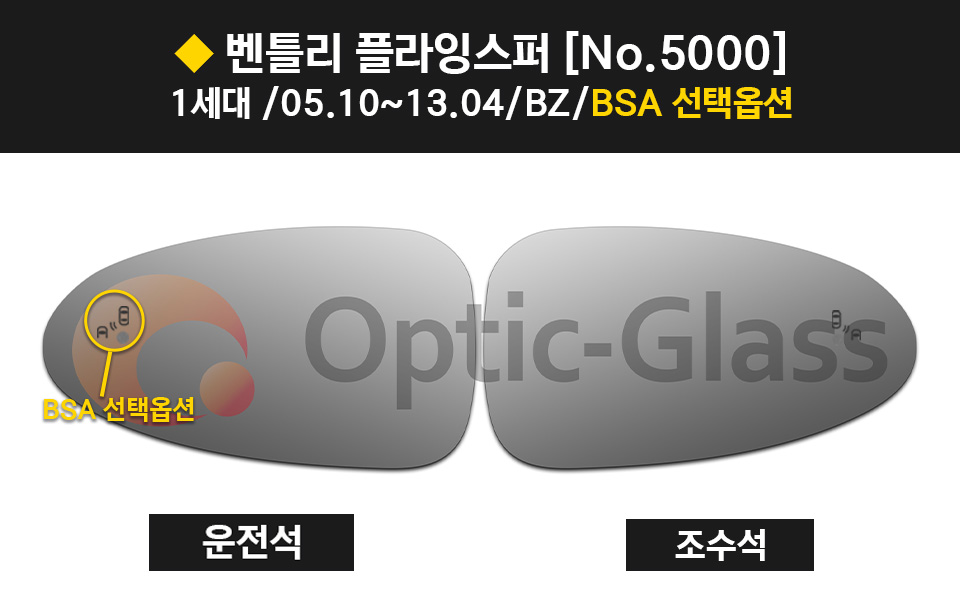 ◆ 벤틀리 플라잉스퍼 [No.5000]
1세대 /05.10~13.04/BZ/BSA 선택옵션
Optic-Glass
BSA 선택옵션
운전석
조수석